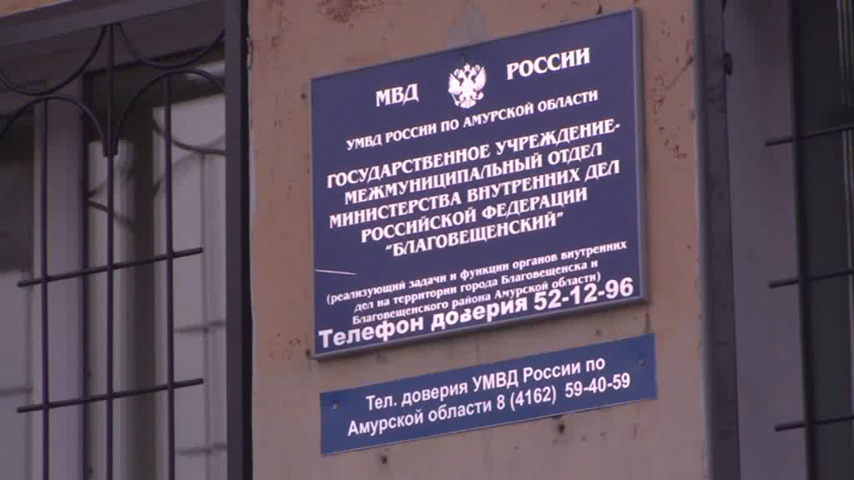 МВД РОССИИ
УМВД РОССИИ ПО АМУРСКОЙ ОБЛАСТИ
ГОСУДАРСТВЕННОЕ УЧРЕЖДЕНИЕ-
МЕЖМУНИЦИПАЛЬНЫЙ ОТДЕЛ
МИНИСТЕРСТВА ВНУТРЕННИХ ДЕЛ
РОССИЙСКОЙ ФЕДЕРАЦИИ
"БЛАГОВЕЩЕНСКИЙ"
(реализующий задачи и функции органов внутренних
дел на территории города Благовещенска и
Благовещенского района Амурской области)
Телефон доверия 52-12-96
Тел. доверия УМВД России по
Амурской области 8 (4162) 59-40-59